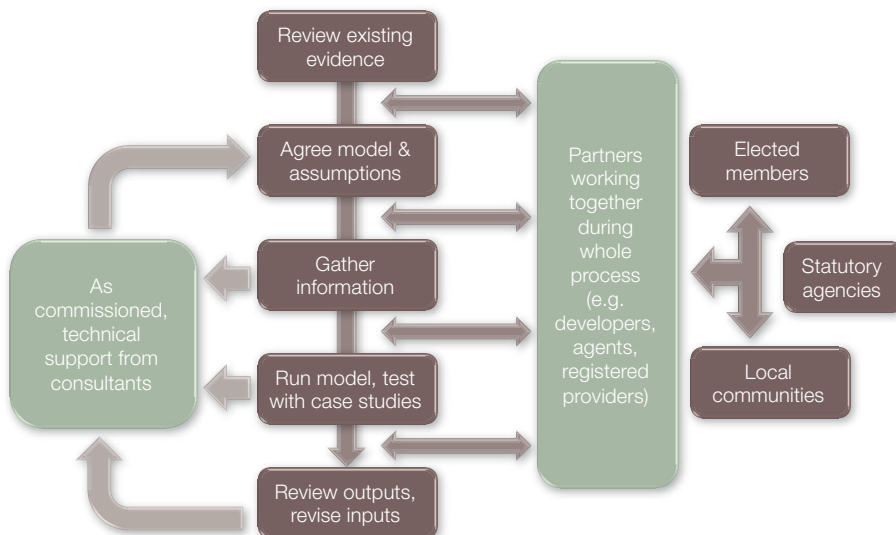 Review existing
evidence
Agree model &
assumptions
Gather
information
Run model, test
with case studies
Review outputs,
revise inputs
As
commissioned,
technical
support from
consultants
Partners
working
together
during
whole
process
(e.g.
developers,
agents,
registered
providers)
Elected
members
Statutory
agencies
Local
communities